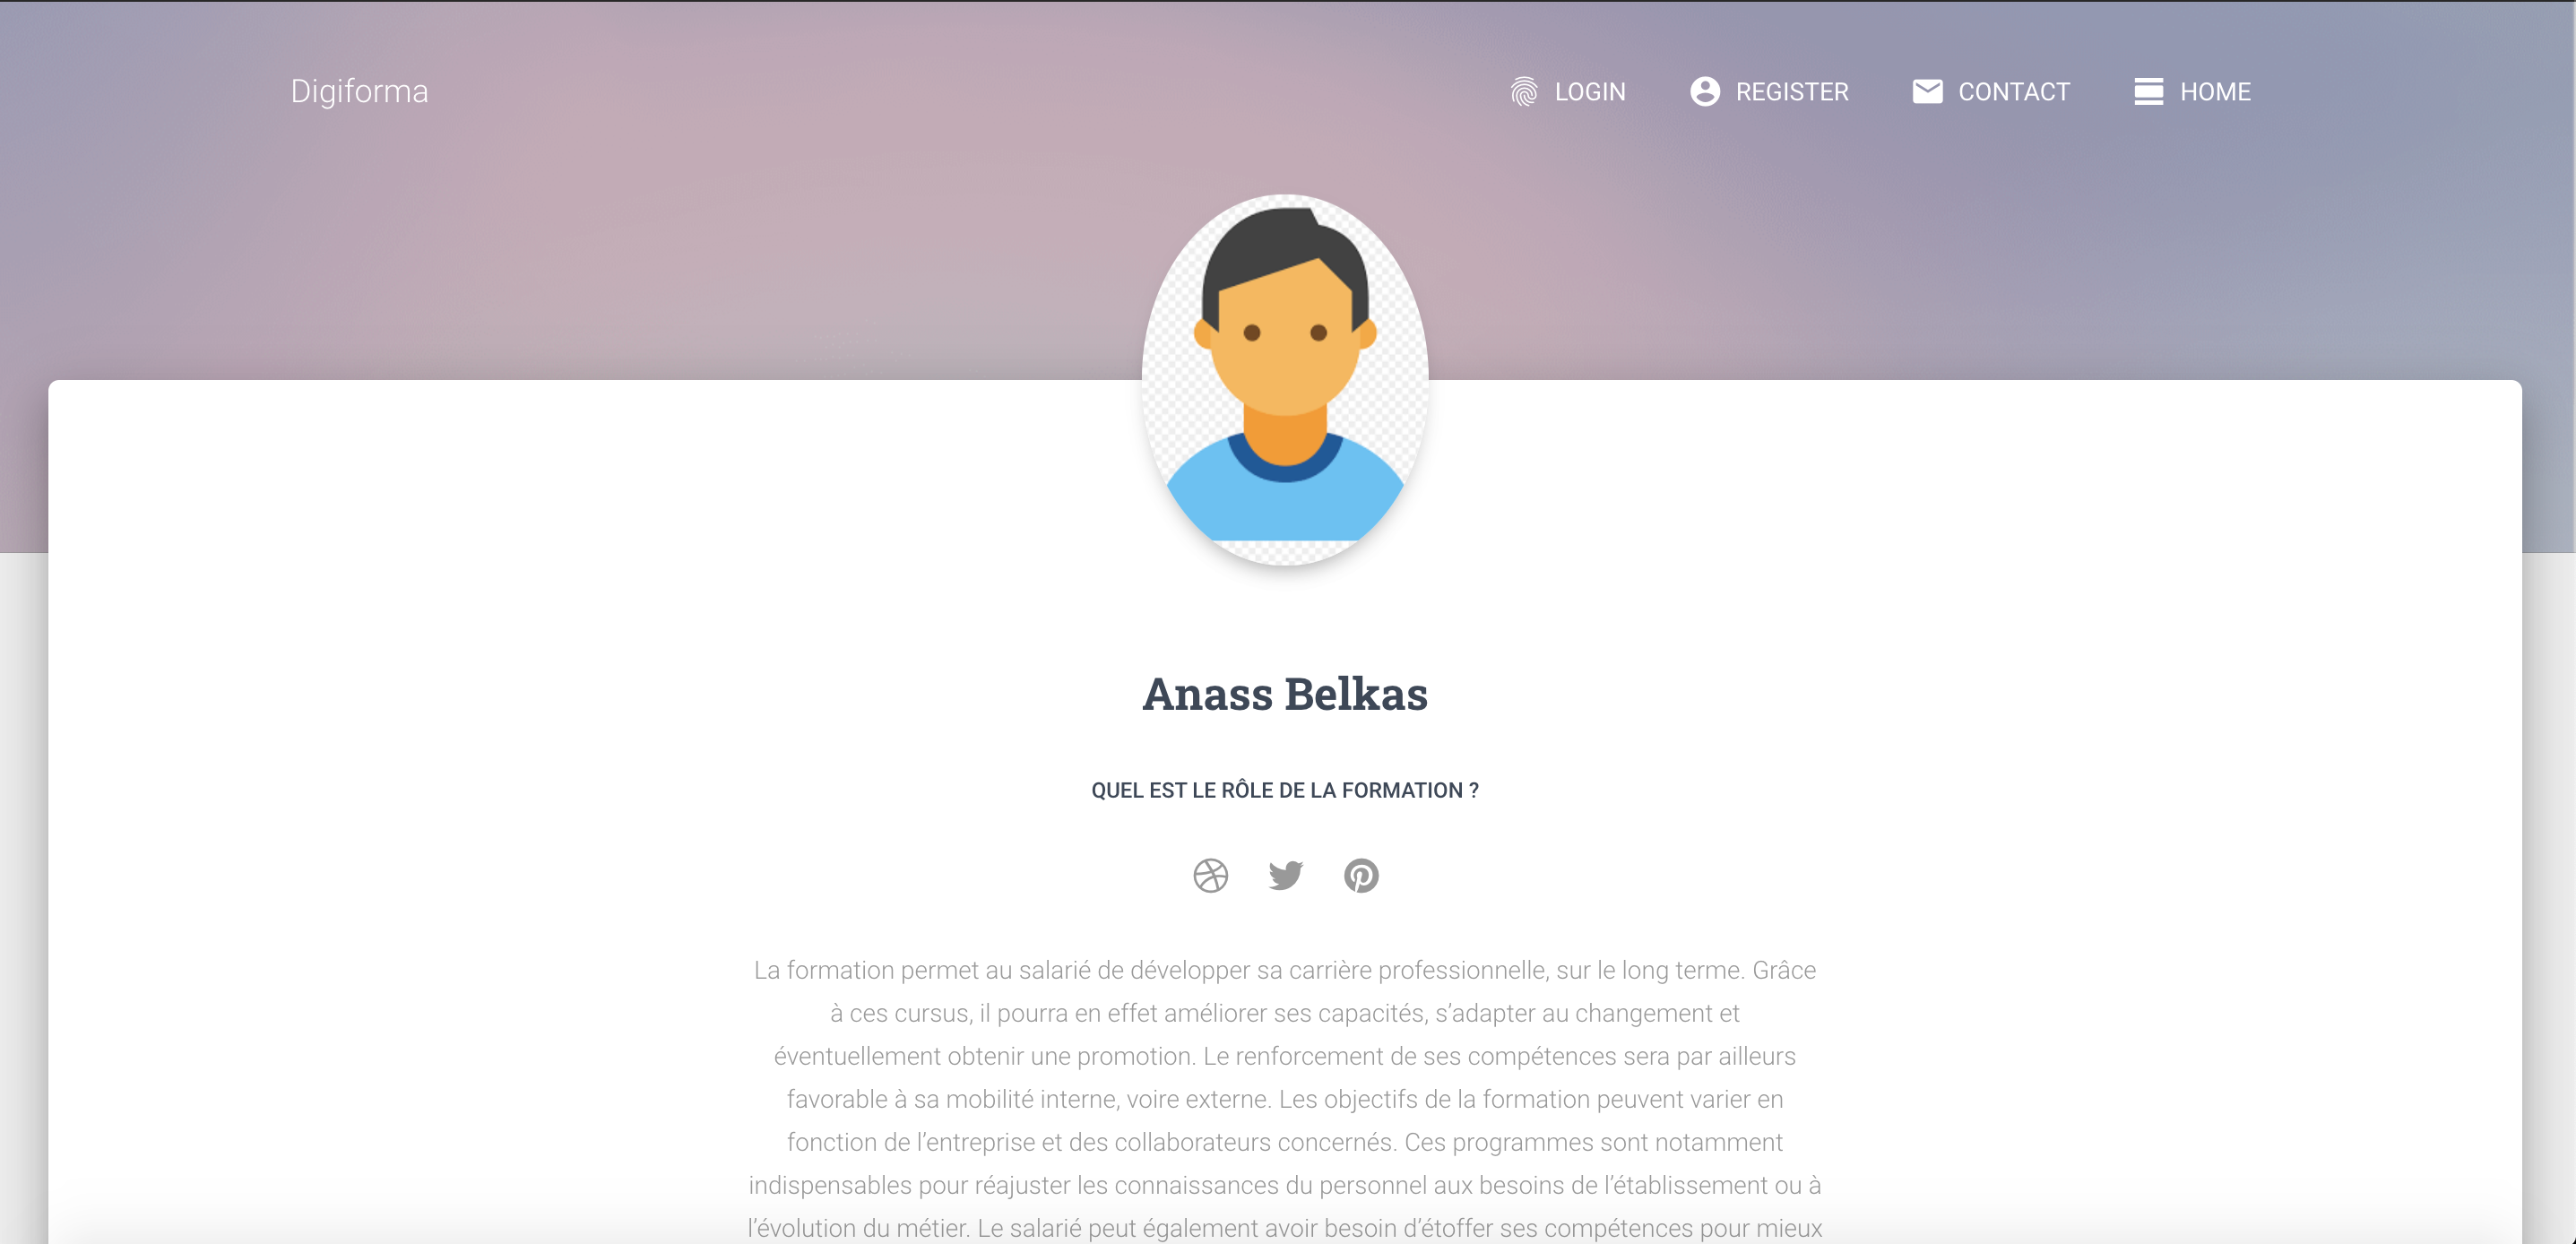 Digiforma
LOGIN
REGISTER
CONTACT
HOME
Anass Belkas
QUEL EST LE RÔLE DE LA FORMATION ?
La formation permet au salarié de développer sa carrière professionnelle, sur le long terme. Grâce
à ces cursus, il pourra en effet améliorer ses capacités, s’adapter au changement et
éventuellement obtenir une promotion. Le renforcement de ses compétences sera par ailleurs
favorable à sa mobilité interne, voire externe. Les objectifs de la formation peuvent varier en
fonction de l’entreprise et des collaborateurs concernés. Ces programmes sont notamment
indispensables pour réajuster les connaissances du personnel aux besoins de l’établissement ou à
l’évolution du métier. Le salarié peut également avoir besoin d’étoffer ses compétences pour mieux